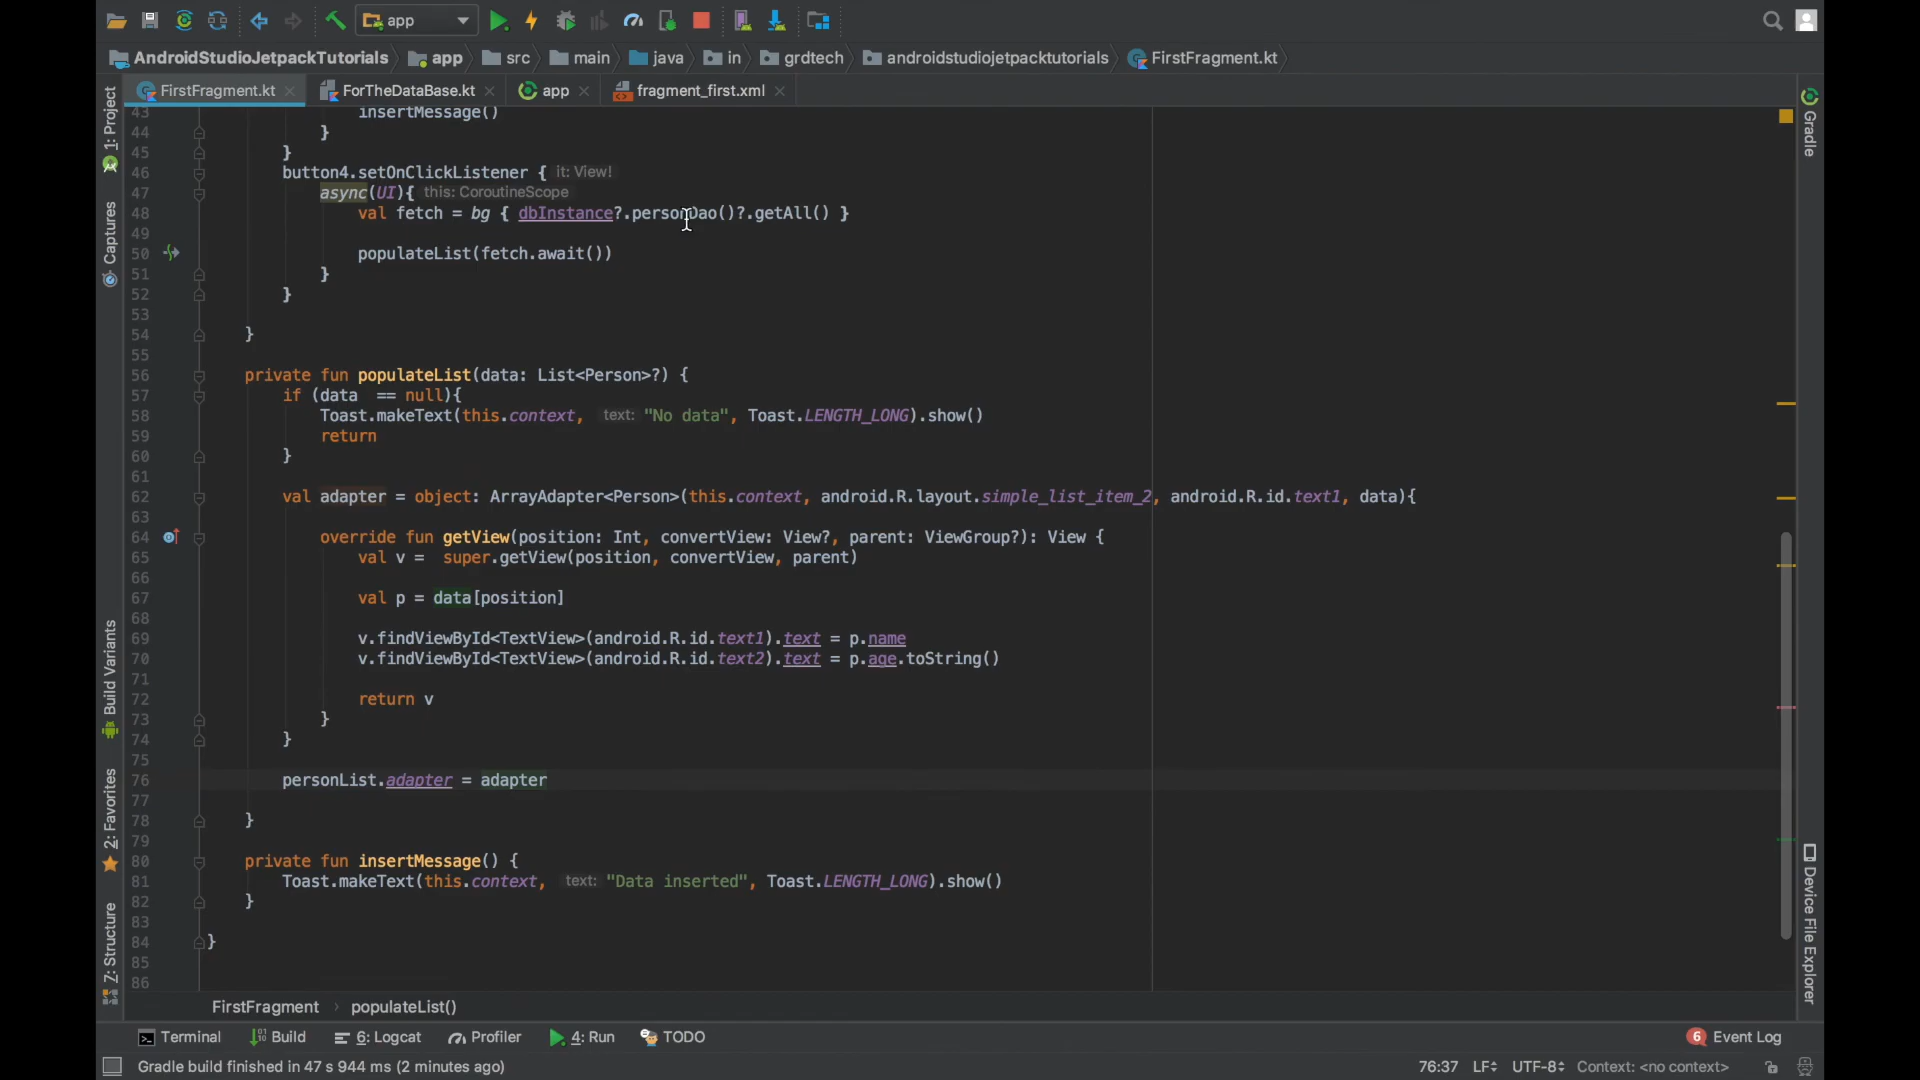 app
AndroidStudioJetpackTutorials app src main java in grdtech androidstudiojetpacktutorials FirstFragment.kt
FirstFragment.kt ForTheDataBase.kt app fragment_first.xml
1: Project
Captures
Build Variants
2: Favorites
Z: Structure
43 insertMessage()
44 }
45 }
46 button4.setOnClickListener { it: View!
47 async(UI){ this: CoroutineScope
48 val fetch = bg { dbInstance?.personDao()?.getAll() }
49
50 populateList(fetch.await())
51 }
52 }
53
54 }
55
56 private fun populateList(data: List<Person>?) {
57 if (data  == null){
58 Toast.makeText(this.context, text: "No data", Toast.LENGTH_LONG).show()
59 return
60 }
61
62 val adapter = object: ArrayAdapter<Person>(this.context, android.R.layout.simple_list_item_2, android.R.id.text1, data){
63
64 override fun getView(position: Int, convertView: View?, parent: ViewGroup?): View {
65 val v =  super.getView(position, convertView, parent)
66
67 val p = data[position]
68
69 v.findViewById<TextView>(android.R.id.text1).text = p.name
70 v.findViewById<TextView>(android.R.id.text2).text = p.age.toString()
71
72 return v
73 }
74 }
75
76 personList.adapter = adapter
77
78 }
79
80 private fun insertMessage() {
81 Toast.makeText(this.context, text: "Data inserted", Toast.LENGTH_LONG).show()
82 }
83
84 }
85
86
Gradle
Device File Explorer
FirstFragment populateList()
Terminal Build 6: Logcat Profiler 4: Run TODO 6 Event Log
Gradle build finished in 47 s 944 ms (2 minutes ago) 76:37 LF UTF-8 Context: <no context>